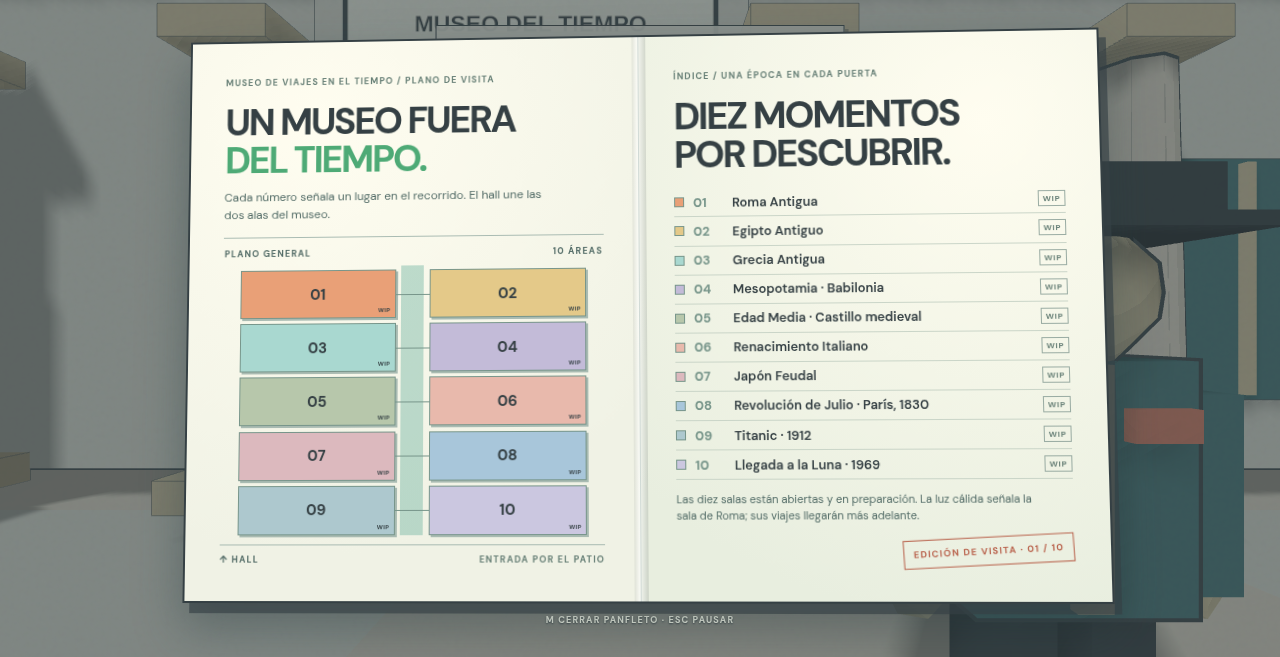 MUSEO DEL TIEMPO
MUSEO DE VIAJES EN EL TIEMPO / PLANO DE VISITA
UN MUSEO FUERA
DEL TIEMPO.
Cada número señala un lugar en el recorrido. El hall une las
dos alas del museo.
PLANO GENERAL
10 ÁREAS
01
WIP
02
WIP
03
WIP
04
WIP
05
WIP
06
WIP
07
WIP
08
WIP
09
WIP
10
WIP
↑ HALL
ENTRADA POR EL PATIO
ÍNDICE / UNA ÉPOCA EN CADA PUERTA
DIEZ MOMENTOS
POR DESCUBRIR.
01 Roma Antigua WIP
02 Egipto Antiguo WIP
03 Grecia Antigua WIP
04 Mesopotamia · Babilonia WIP
05 Edad Media · Castillo medieval WIP
06 Renacimiento Italiano WIP
07 Japón Feudal WIP
08 Revolución de Julio · París, 1830 WIP
09 Titanic · 1912 WIP
10 Llegada a la Luna · 1969 WIP
Las diez salas están abiertas y en preparación. La luz cálida señala la
sala de Roma; sus viajes llegarán más adelante.
EDICIÓN DE VISITA · 01 / 10
M CERRAR PANFLETO · ESC PAUSAR